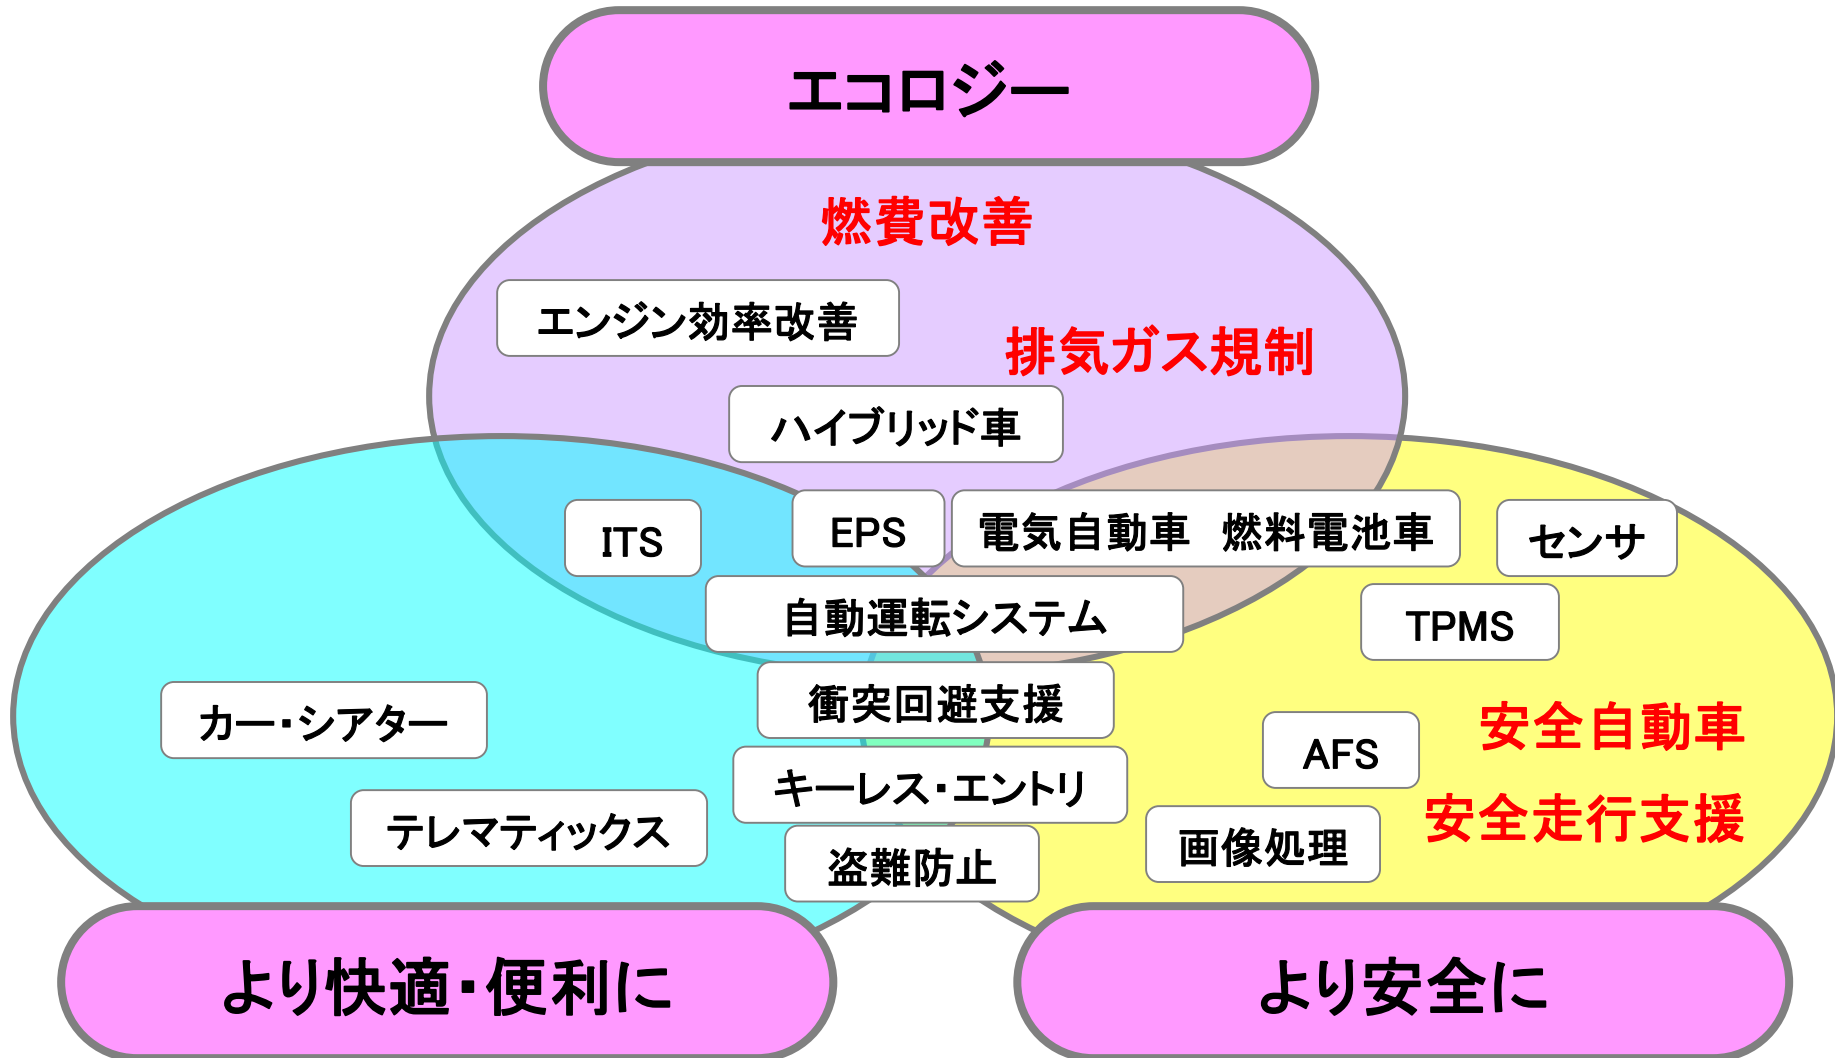 エコロジー
燃費改善
エンジン効率改善
排気ガス規制
ハイブリッド車
ITS
EPS
電気自動車　燃料電池車
センサ
自動運転システム
TPMS
衝突回避支援
カー・シアター
安全自動車
AFS
キーレス・エントリ
テレマティックス
安全走行支援
画像処理
盗難防止
より快適・便利に
より安全に